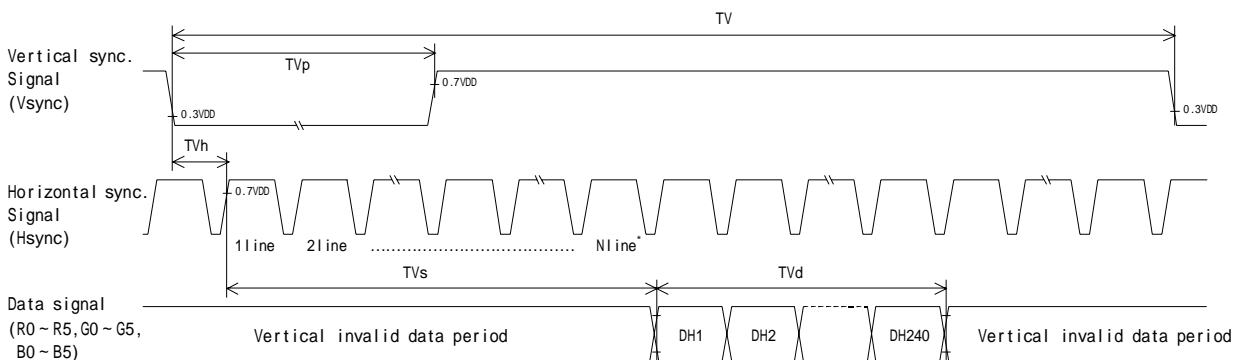 TV
Vertical sync.
Signal
(Vsync)
TVp
0.7VDD
0.3VDD
0.3VDD
TVh
Horizontal sync.
Signal
(Hsync)
0.7VDD
1line 2line ........................................ Nline*
TVs
TVd
Data signal
(R0~R5,G0~G5,
B0~B5)
Vertical invalid data period
DH1
DH2
DH240
Vertical invalid data period